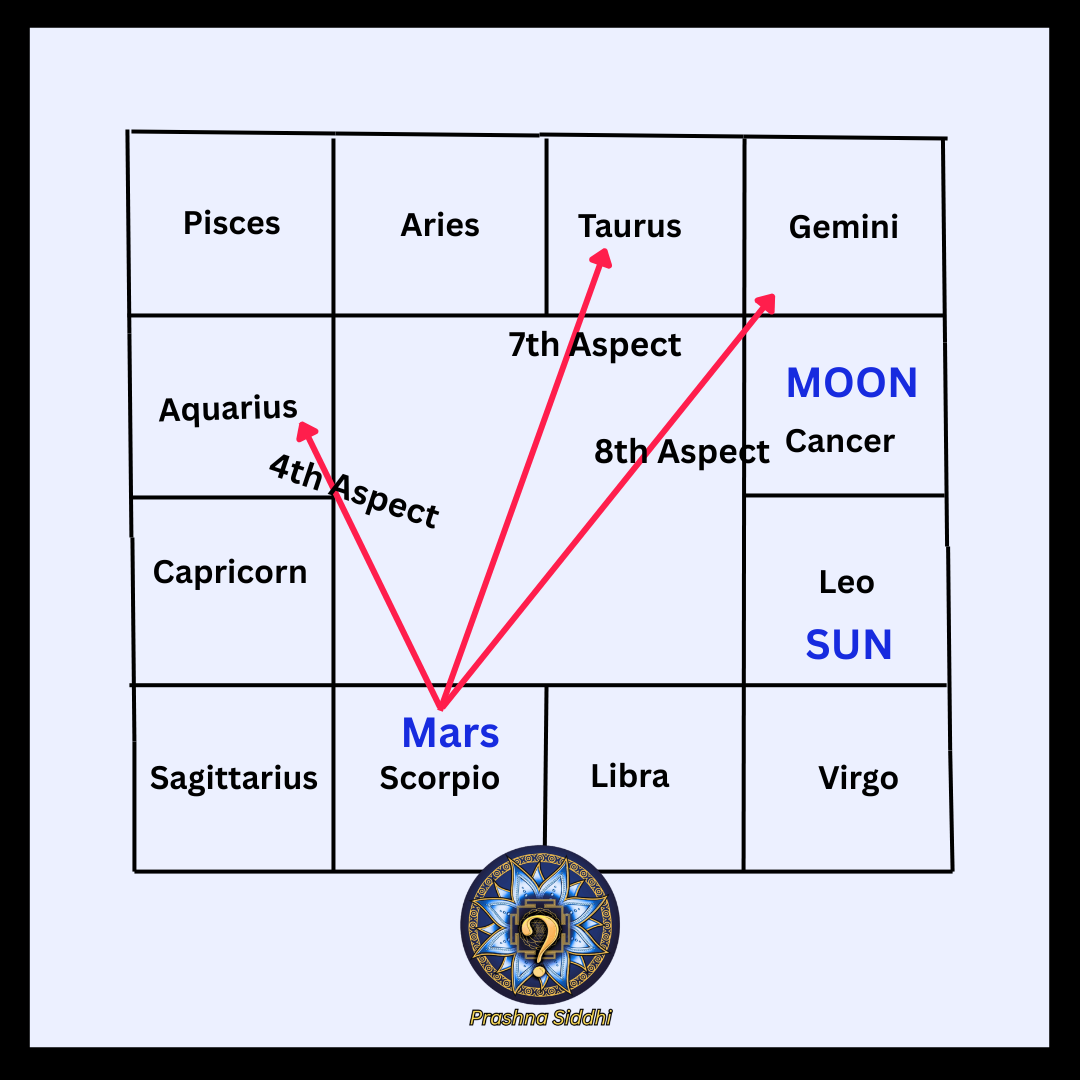 Pisces
Aries
Taurus
Gemini
7th Aspect
MOON
Aquarius
8th Aspect
Cancer
4th Aspect
Capricorn
Leo
SUN
Mars
Sagittarius
Scorpio
Libra
Virgo
?
Prashna Siddhi